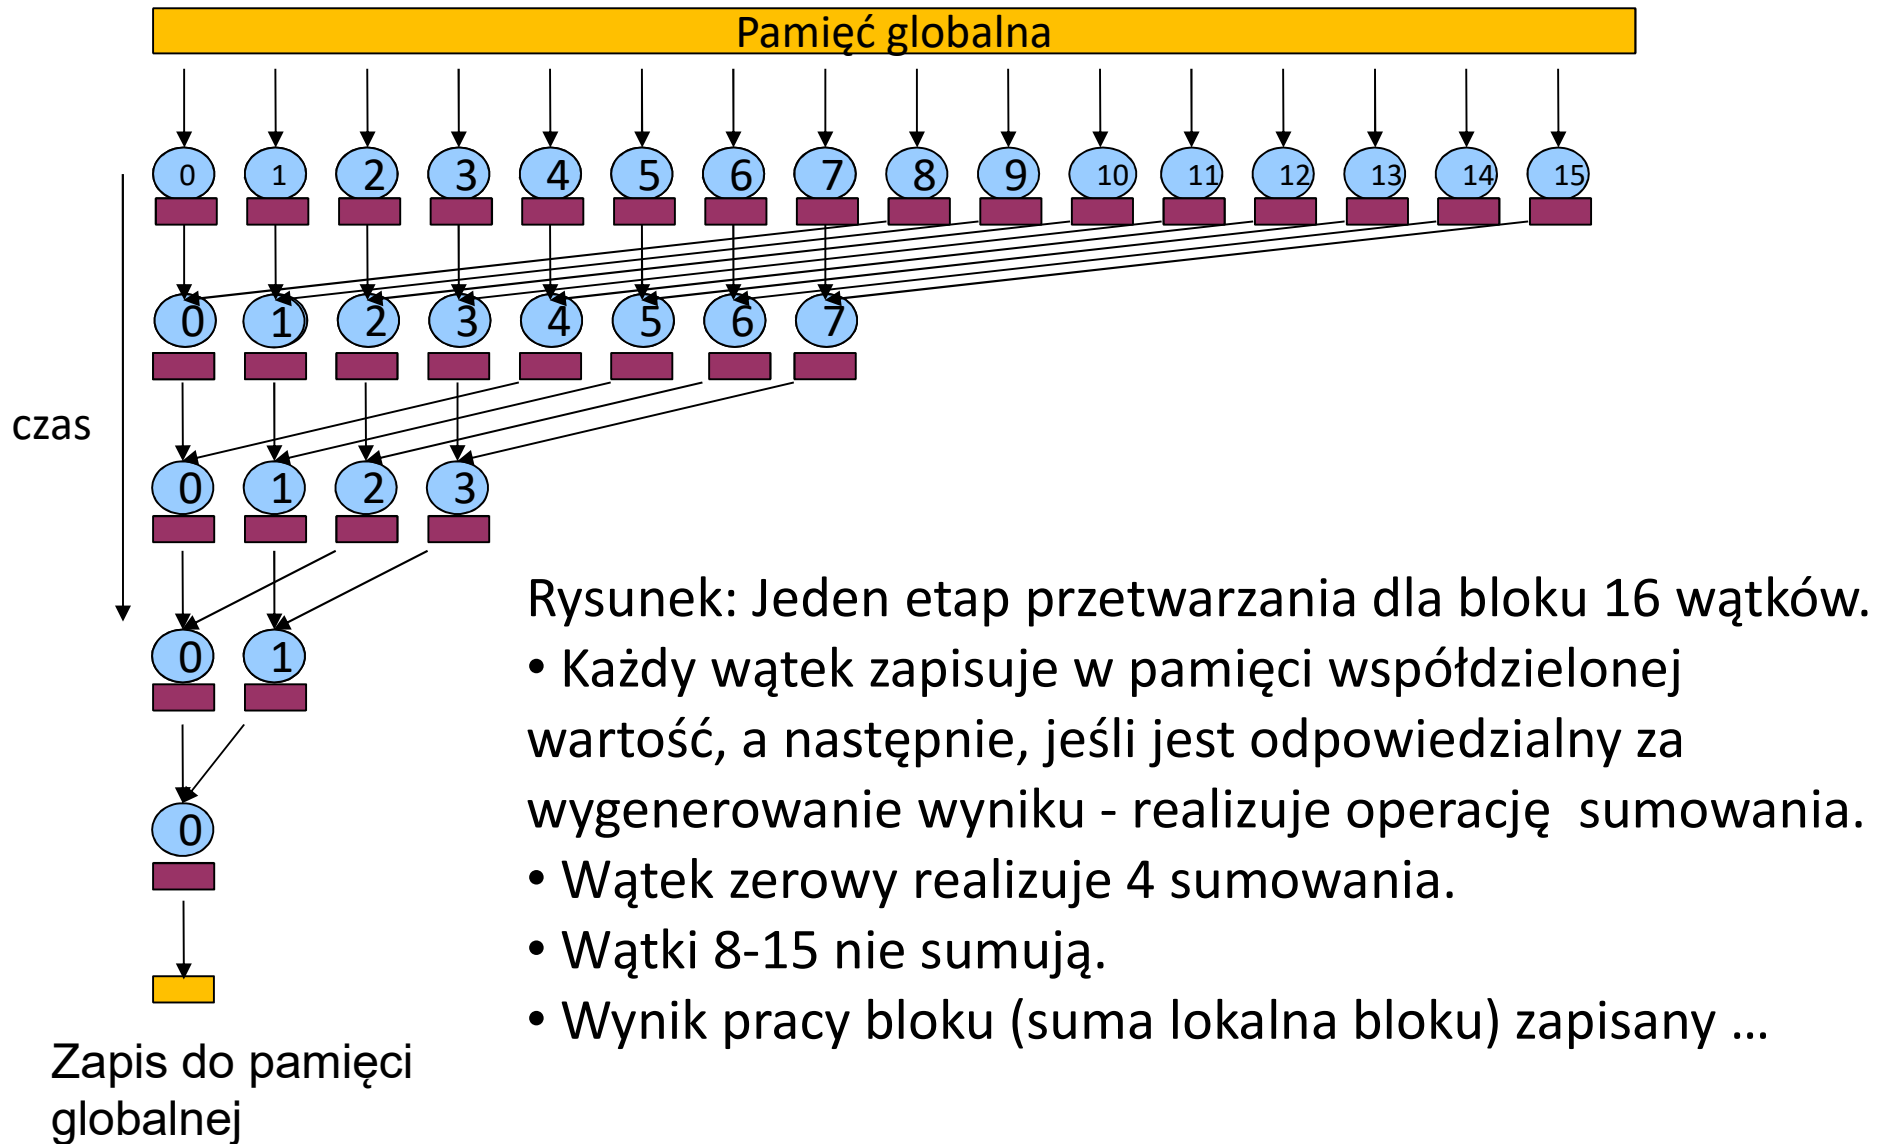 Pamięć globalna
0 1 2 3 4 5 6 7 8 9 10 11 12 13 14 15
0 1 2 3 4 5 6 7
czas
0 1 2 3
Rysunek: Jeden etap przetwarzania dla bloku 16 wątków.
0 1
• Każdy wątek zapisuje w pamięci współdzielonej
wartość, a następnie, jeśli jest odpowiedzialny za
wygenerowanie wyniku - realizuje operację  sumowania.
0
• Wątek zerowy realizuje 4 sumowania.
• Wątki 8-15 nie sumują.
• Wynik pracy bloku (suma lokalna bloku) zapisany ...
Zapis do pamięci
globalnej